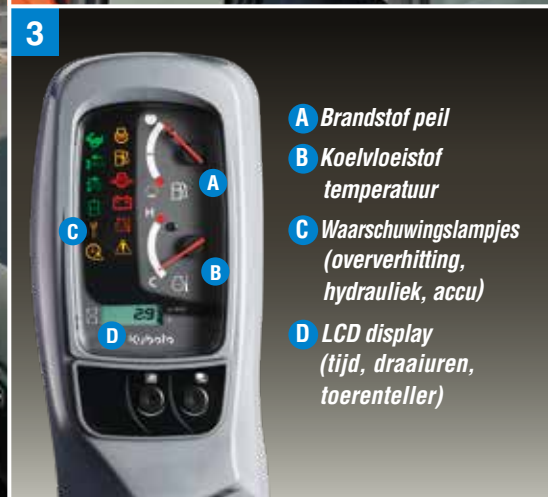 3
A Brandstof peil
B Koelvloeistof
temperatuur
C Waarschuwingslampjes
(oververhitting,
hydrauliek, accu)
D LCD display
(tijd, draaiuren,
toerenteller)
A
H
C
B
C
29
D
Kubota